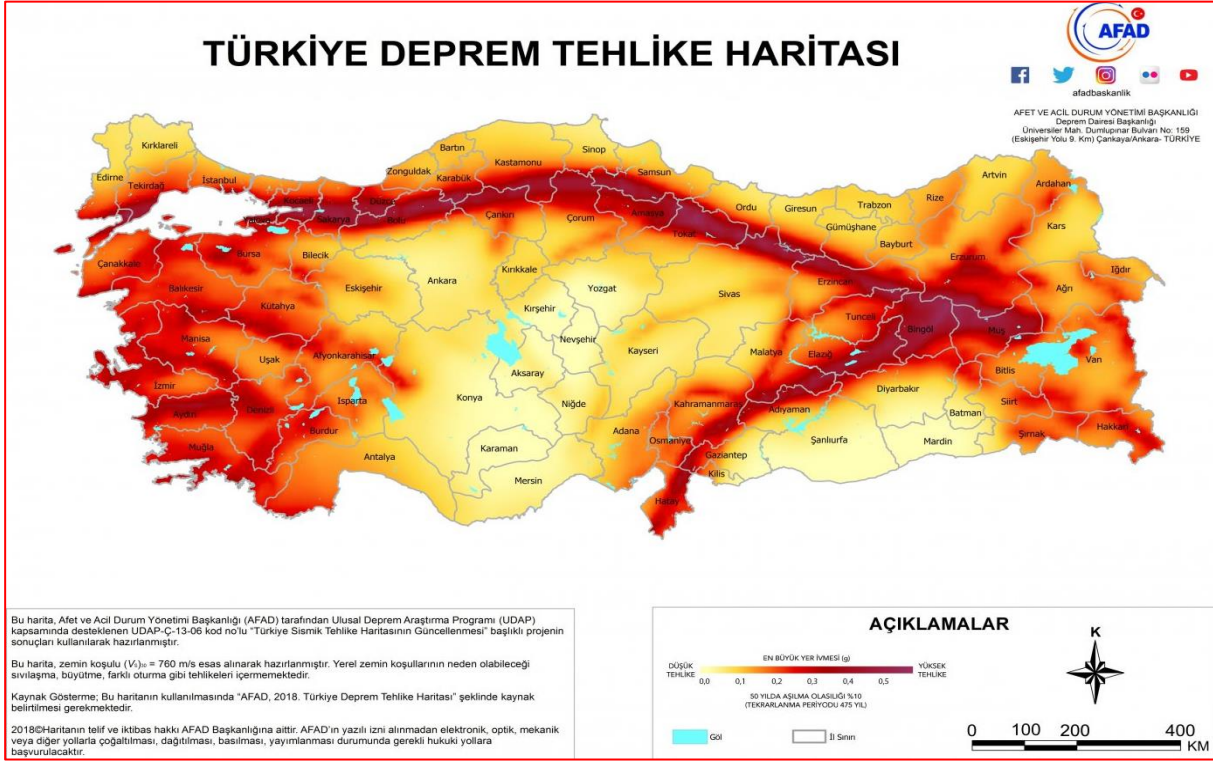 TÜRKİYE DEPREM TEHLİKE HARİTASI
AFAD
afadbaskanlik
AFET VE ACİL DURUM YÖNETİMİ BAŞKANLIĞI
Deprem Dairesi Başkanlığı
Üniversiler Mah. Dumlupınar Bulvarı No: 159
(Eskişehir Yolu 9. Km) Çankaya/Ankara- TÜRKİYE
Kırklareli
Edirne
Tekirdağ
İstanbul
Kocaeli
Yalova
Sakarya
Düzce
Bolu
Zonguldak
Bartın
Karabük
Kastamonu
Sinop
Samsun
Çankırı
Çorum
Amasya
Tokat
Ordu
Giresun
Trabzon
Gümüşhane
Bayburt
Rize
Artvin
Ardahan
Kars
Iğdır
Ağrı
Erzurum
Erzincan
Çanakkale
Balıkesir
Bursa
Bilecik
Kütahya
Eskişehir
Ankara
Kırıkkale
Kırşehir
Yozgat
Sivas
Tunceli
Bingöl
Muş
Van
Bitlis
Manisa
Uşak
Afyonkarahisar
İzmir
Aydın
Denizli
Isparta
Burdur
Muğla
Antalya
Konya
Aksaray
Nevşehir
Niğde
Kayseri
Karaman
Mersin
Adana
Osmaniye
Kahramanmaraş
Malatya
Elazığ
Adıyaman
Diyarbakır
Batman
Siirt
Şırnak
Hakkari
Mardin
Şanlıurfa
Gaziantep
Kilis
Hatay
Bu harita, Afet ve Acil Durum Yönetimi Başkanlığı (AFAD) tarafından Ulusal Deprem Araştırma Programı (UDAP)
kapsamında desteklenen UDAP-Ç-13-06 kod no'lu "Türkiye Sismik Tehlike Haritasının Güncellenmesi" başlıklı projenin
sonuçları kullanılarak hazırlanmıştır.
Bu harita, zemin koşulu (Vs)30 = 760 m/s esas alınarak hazırlanmıştır. Yerel zemin koşullarının neden olabileceği
sıvılaşma, büyütme, farklı oturma gibi tehlikeleri içermemektedir.
Kaynak Gösterme; Bu haritanın kullanılmasında "AFAD, 2018. Türkiye Deprem Tehlike Haritası" şeklinde kaynak
belirtilmesi gerekmektedir.
2018©Haritanın telif ve iktibas hakkı AFAD Başkanlığına aittir. AFAD'ın yazılı izni alınmadan elektronik, optik, mekanik
veya diğer yollarla çoğaltılması, dağıtılması, basılması, yayımlanması durumunda gerekli hukuki yollara
başvurulacaktır.
AÇIKLAMALAR
EN BÜYÜK YER İVMESİ (g)
DÜŞÜK TEHLİKE
YÜKSEK TEHLİKE
0,0 0,1 0,2 0,3 0,4 0,5
50 YILDA AŞILMA OLASILIĞI %10
(TEKRARLANMA PERİYODU 475 YIL)
Göl
İl Sınırı
K
0 100 200 400
KM